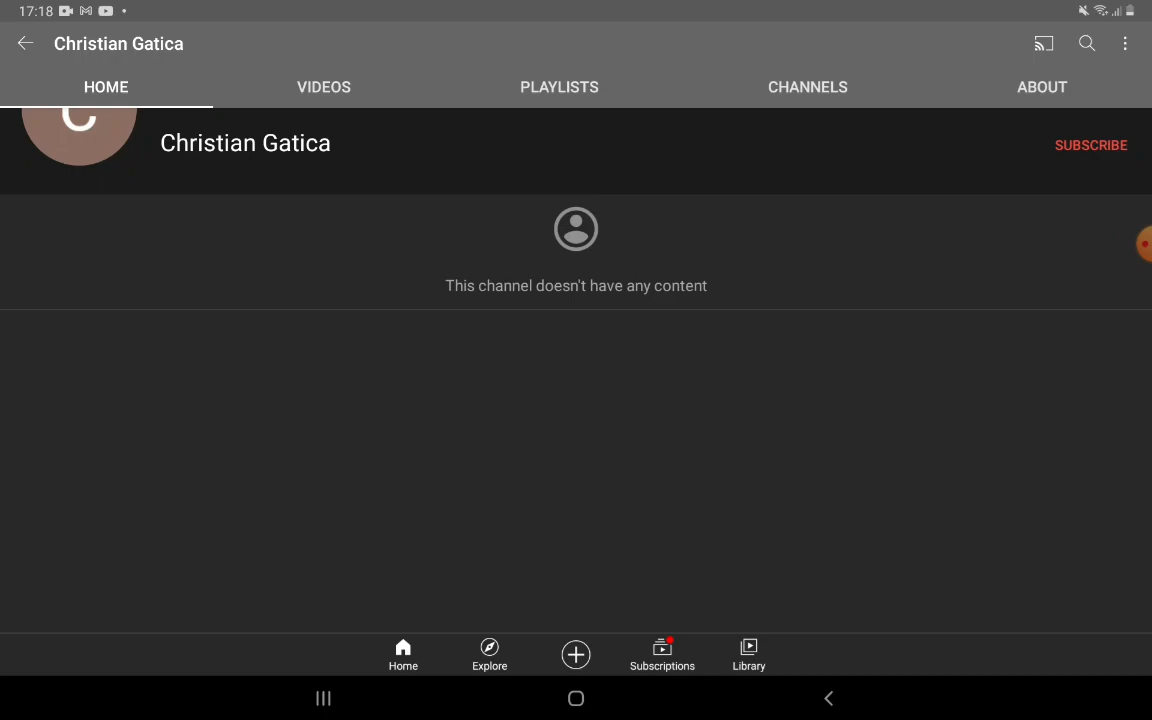 17:18
Christian Gatica
HOME VIDEOS PLAYLISTS CHANNELS ABOUT
C
Christian Gatica
SUBSCRIBE
This channel doesn't have any content
Home Explore Subscriptions Library